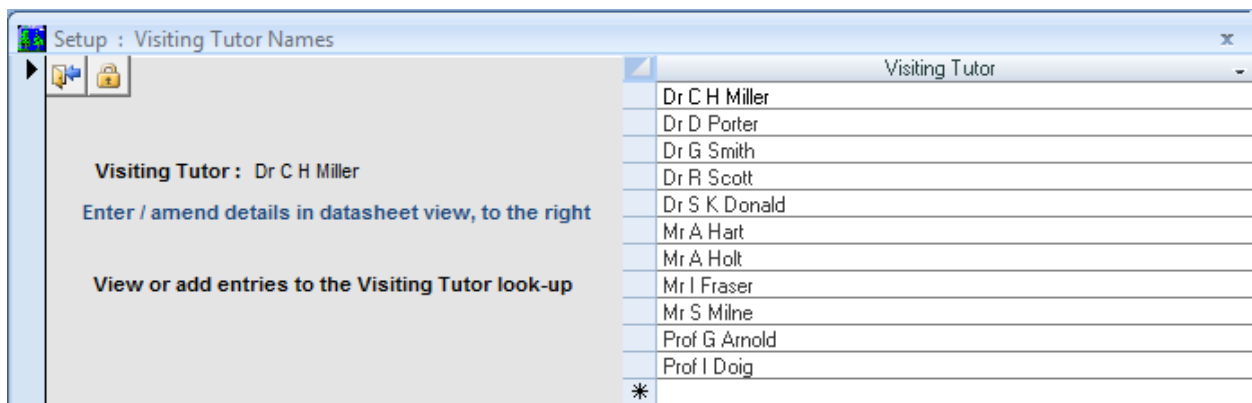 Setup : Visiting Tutor Names
x
Visiting Tutor : Dr C H Miller
Enter / amend details in datasheet view, to the right
View or add entries to the Visiting Tutor look-up
Visiting Tutor
Dr C H Miller
Dr D Porter
Dr G Smith
Dr R Scott
Dr S K Donald
Mr A Hart
Mr A Holt
Mr I Fraser
Mr S Milne
Prof G Arnold
Prof I Doig